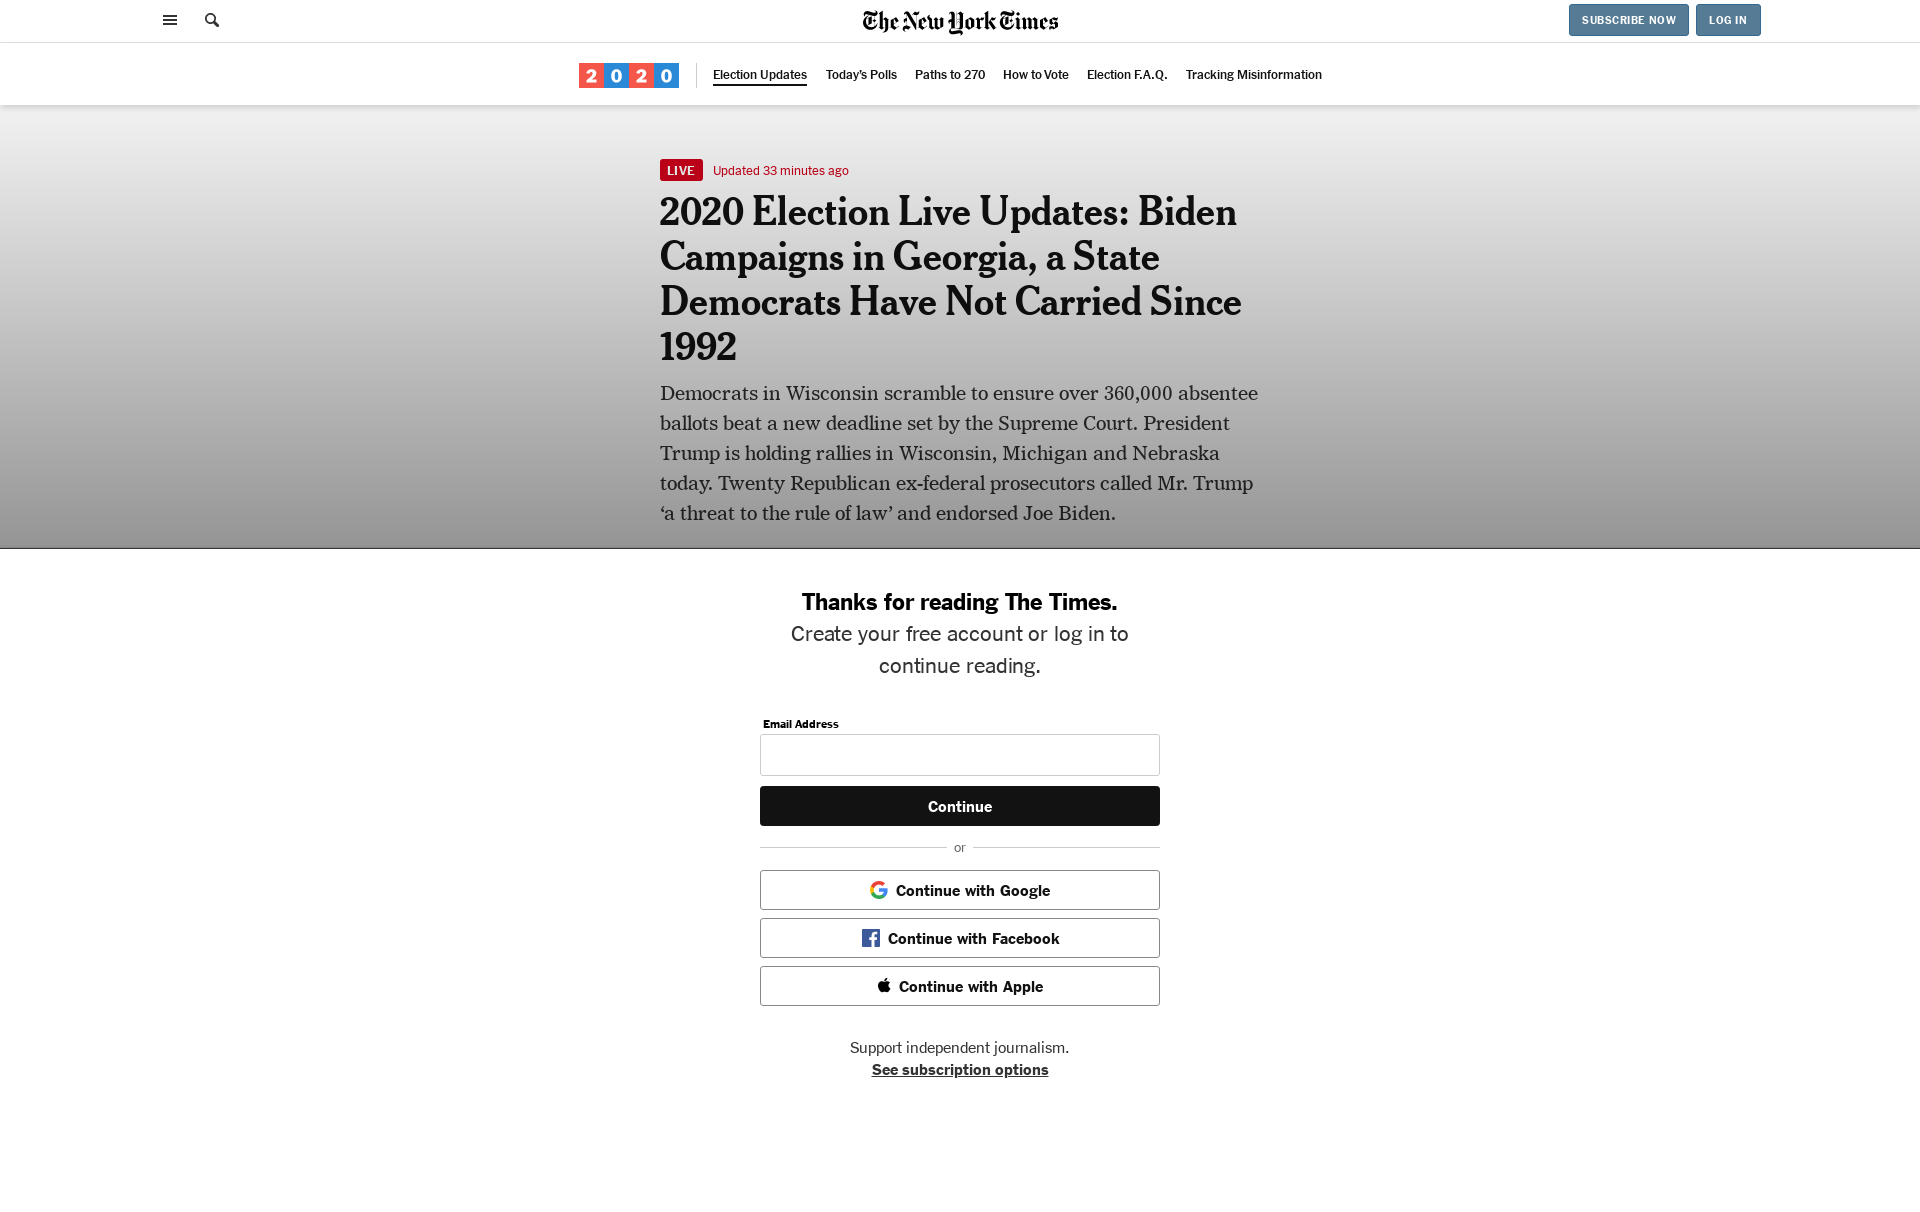 The New York Times
SUBSCRIBE NOW
LOG IN
2020
Election Updates
Today's Polls
Paths to 270
How to Vote
Election F.A.Q.
Tracking Misinformation
LIVE
Updated 33 minutes ago
2020 Election Live Updates: Biden
Campaigns in Georgia, a State
Democrats Have Not Carried Since
1992
Democrats in Wisconsin scramble to ensure over 360,000 absentee
ballots beat a new deadline set by the Supreme Court. President
Trump is holding rallies in Wisconsin, Michigan and Nebraska
today. Twenty Republican ex-federal prosecutors called Mr. Trump
‘a threat to the rule of law’ and endorsed Joe Biden.
Thanks for reading The Times.
Create your free account or log in to
continue reading.
Email Address
Continue
or
Continue with Google
Continue with Facebook
Continue with Apple
Support independent journalism.
See subscription options